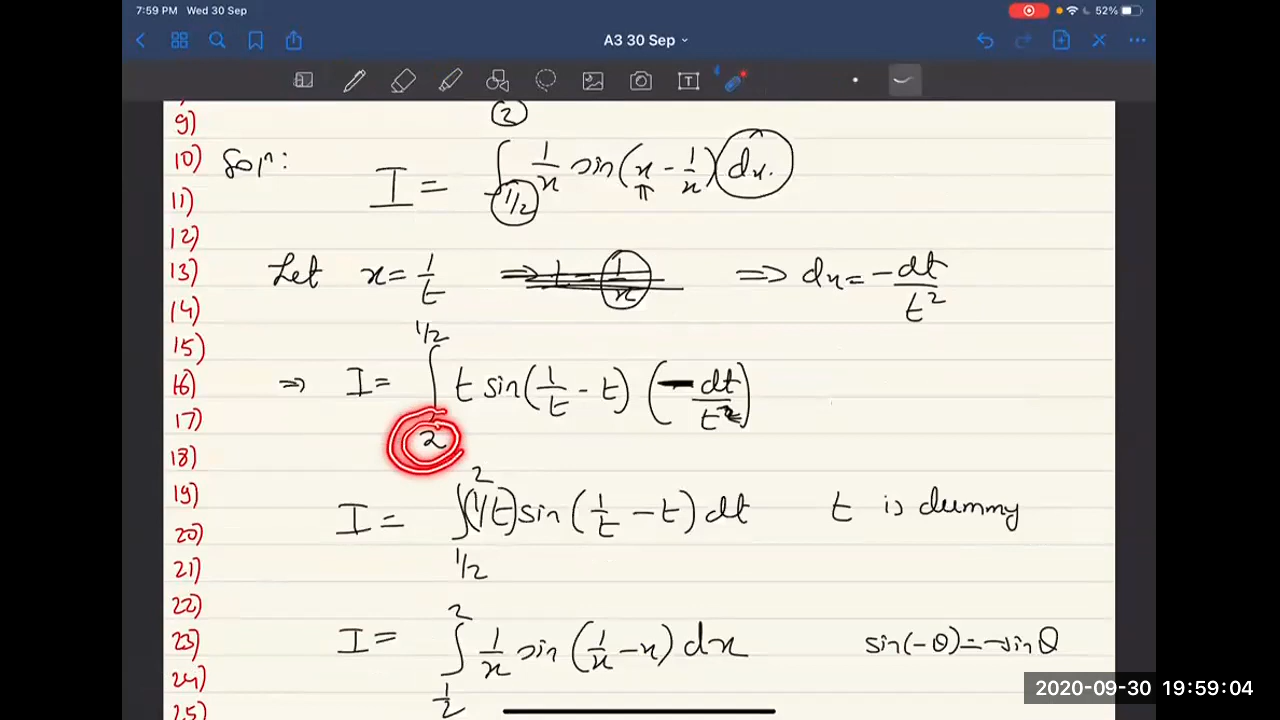 7:59 PM Wed 30 Sep
52%
A3 30 Sep
T
9)
2
10) Sol<sup>n</sup>: I = ∫ 1/x sin(x - 1/x) dx.
11) 1/2 π
12)
13) Let x = 1/t ⇒ t = 1/x ⇒ dx = -dt/t²
14)
15) 1/2
16) ⇒ I = ∫ t sin(1/t - t) (-dt/t²)
17) 2
18)
19) 2
20) I = ∫ (1/t) sin(1/t - t) dt t is dummy
21) 1/2
22) 2
23) I = ∫ 1/x sin(1/x - x) dx sin(-θ) = -sinθ
24) 1/2
25)
2020-09-30 19:59:04